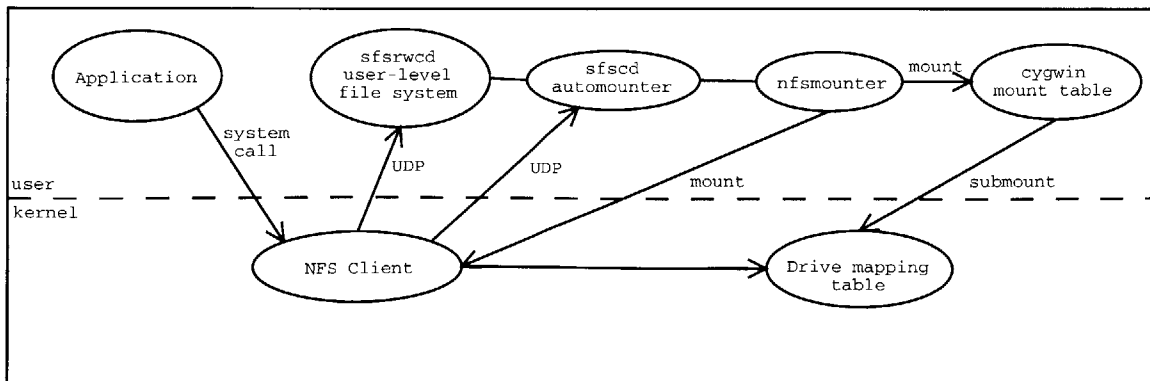 Application
sfsrwcd
user-level
file system
sfscd
automounter
nfsmounter
mount
cygwin
mount table
system
call
UDP
UDP
mount
submount
user
kernel
NFS Client
Drive mapping
table